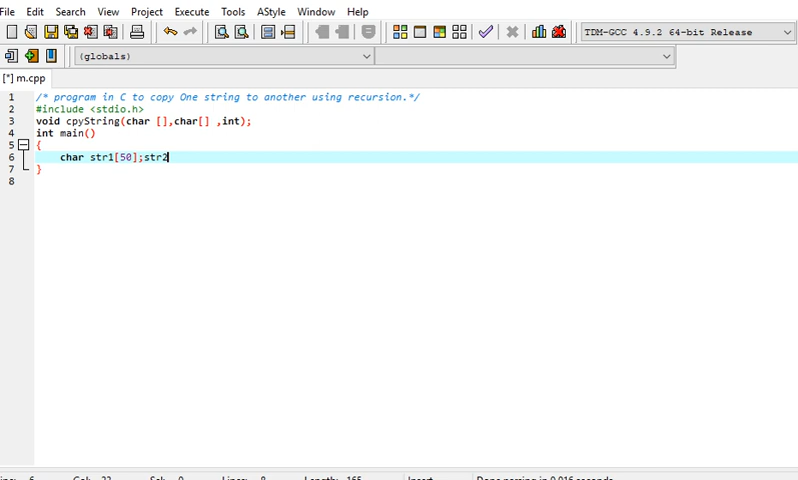 File Edit Search View Project Execute Tools AStyle Window Help
TDM-GCC 4.9.2 64-bit Release
(globals)
[*] m.cpp
1 /* program in C to copy One string to another using recursion.*/
2 #include <stdio.h>
3 void cpyString(char [],char[] ,int);
4 int main()
5 {
6 char str1[50];str2
7 }
8